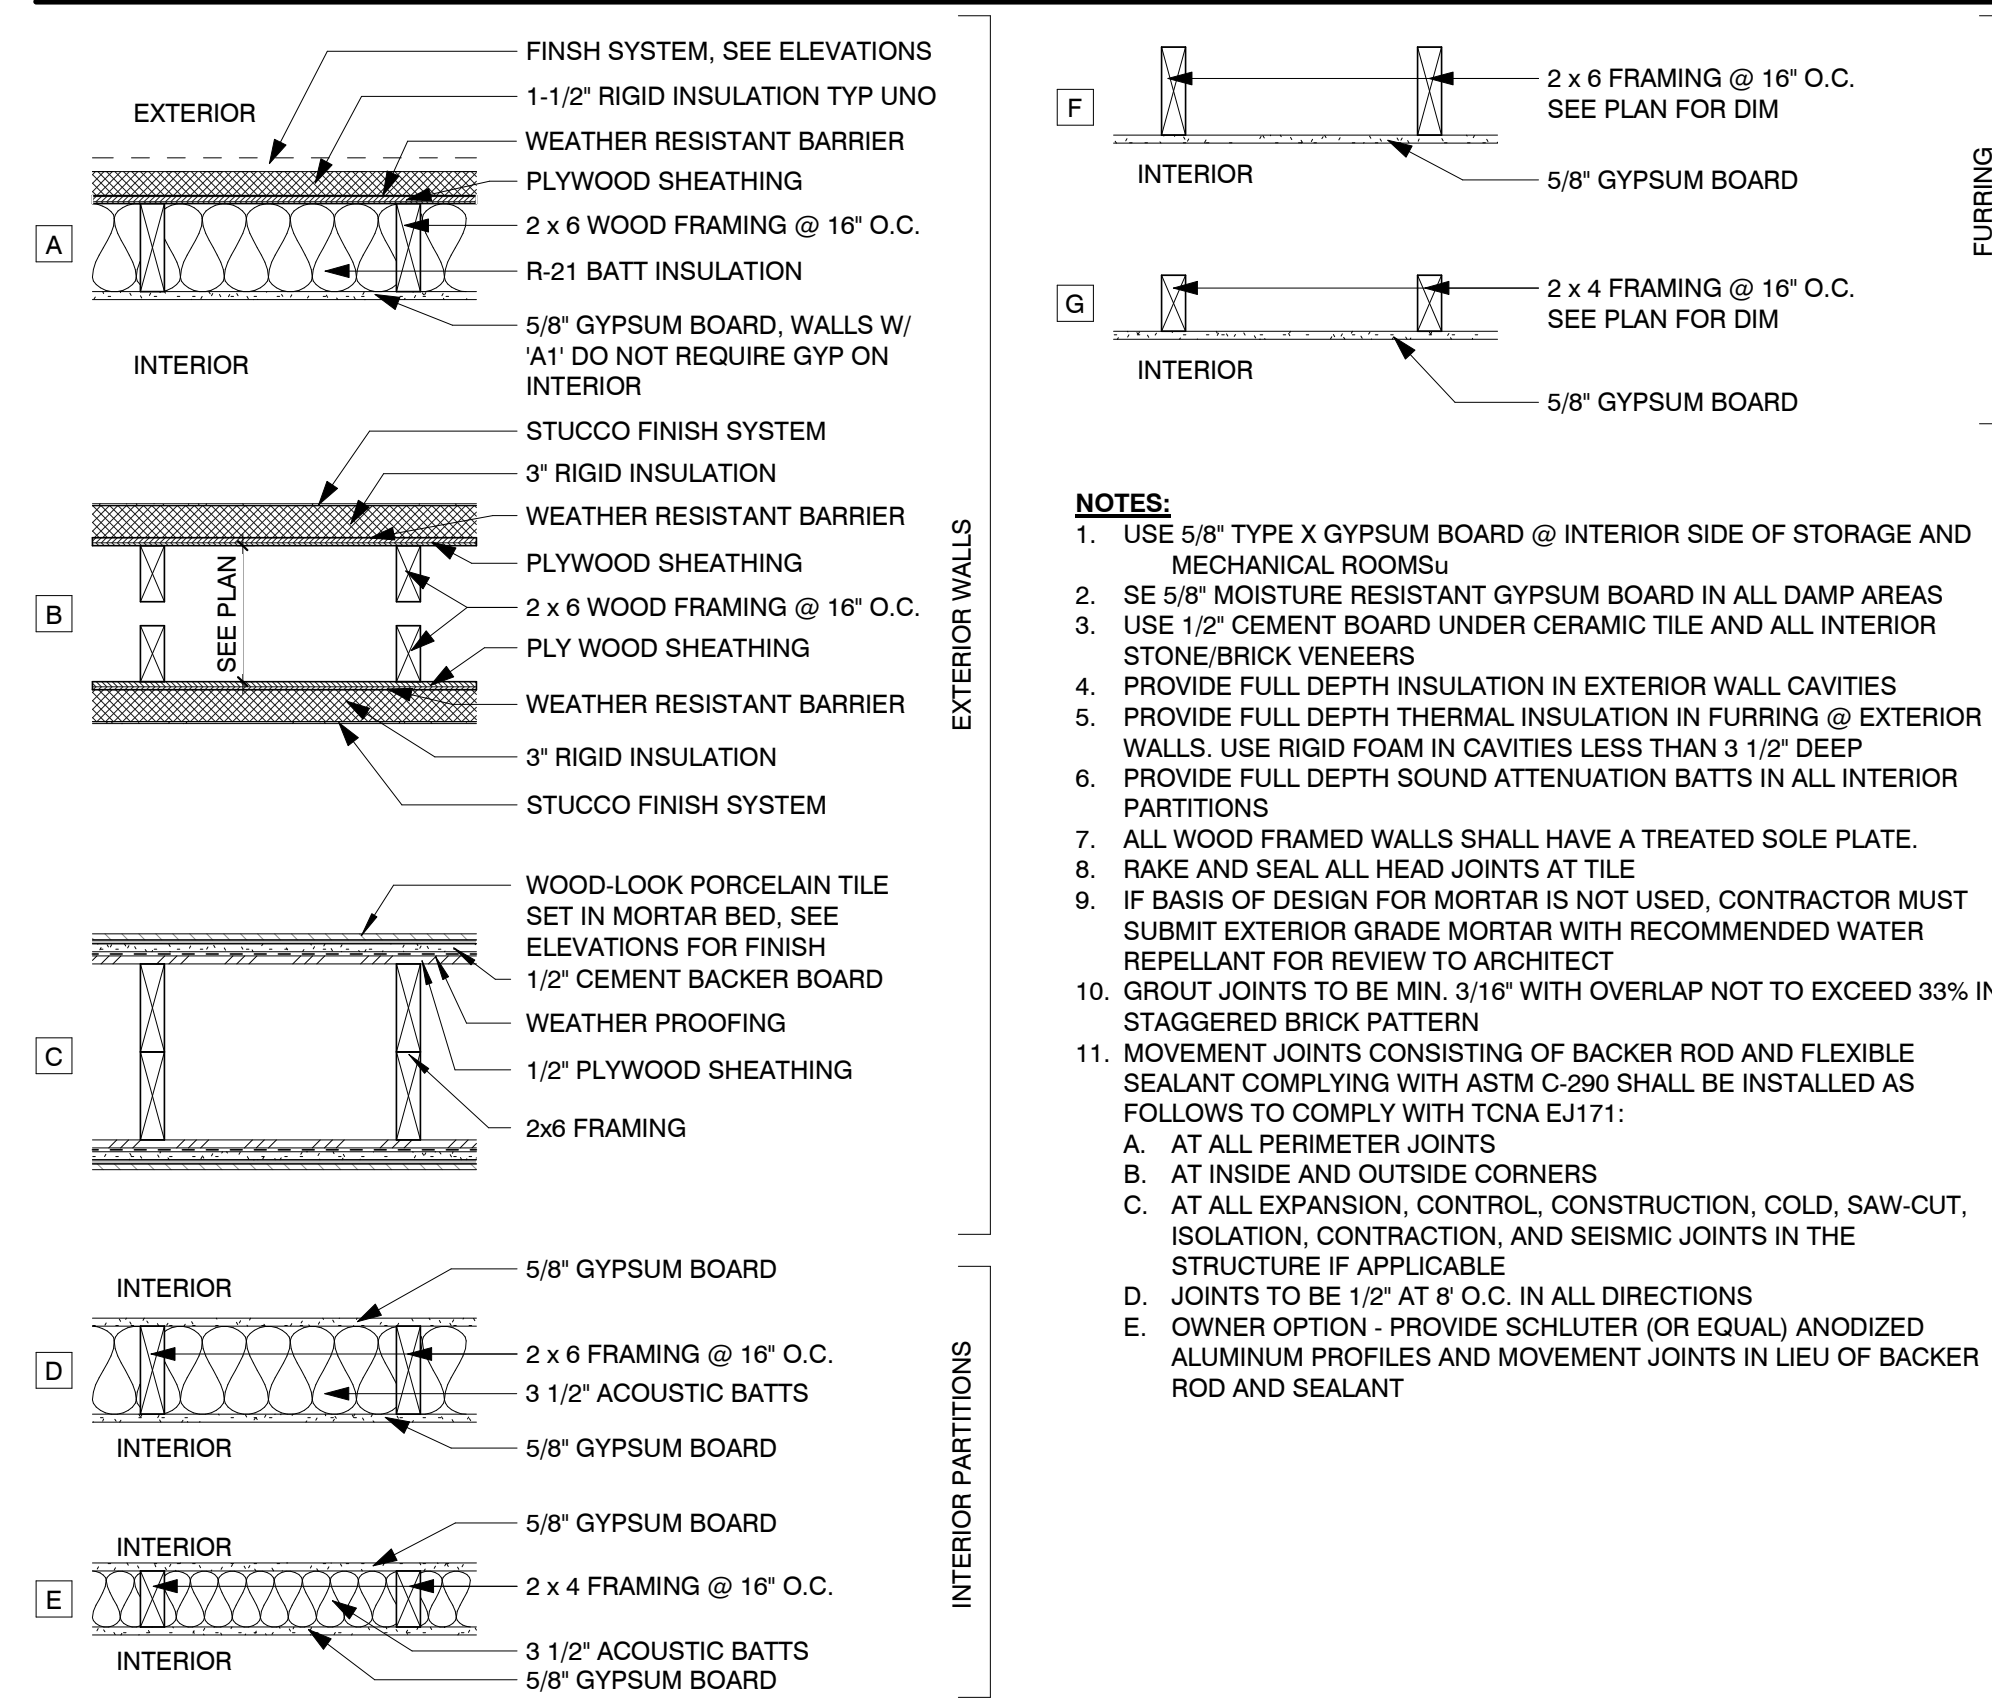 EXTERIOR
FINSH SYSTEM, SEE ELEVATIONS
1-1/2" RIGID INSULATION TYP UNO
WEATHER RESISTANT BARRIER
PLYWOOD SHEATHING
A
2 x 6 WOOD FRAMING @ 16" O.C.
R-21 BATT INSULATION
5/8" GYPSUM BOARD, WALLS W/
'A1' DO NOT REQUIRE GYP ON
INTERIOR
INTERIOR
STUCCO FINISH SYSTEM
3" RIGID INSULATION
WEATHER RESISTANT BARRIER
PLYWOOD SHEATHING
B
SEE PLAN
2 x 6 WOOD FRAMING @ 16" O.C.
PLY WOOD SHEATHING
WEATHER RESISTANT BARRIER
3" RIGID INSULATION
STUCCO FINISH SYSTEM
WOOD-LOOK PORCELAIN TILE
SET IN MORTAR BED, SEE
ELEVATIONS FOR FINISH
1/2" CEMENT BACKER BOARD
WEATHER PROOFING
C
1/2" PLYWOOD SHEATHING
2x6 FRAMING
EXTERIOR WALLS
INTERIOR
5/8" GYPSUM BOARD
D
2 x 6 FRAMING @ 16" O.C.
3 1/2" ACOUSTIC BATTS
5/8" GYPSUM BOARD
INTERIOR
INTERIOR
5/8" GYPSUM BOARD
E
2 x 4 FRAMING @ 16" O.C.
3 1/2" ACOUSTIC BATTS
5/8" GYPSUM BOARD
INTERIOR
INTERIOR PARTITIONS
F
2 x 6 FRAMING @ 16" O.C.
SEE PLAN FOR DIM
INTERIOR
5/8" GYPSUM BOARD
G
2 x 4 FRAMING @ 16" O.C.
SEE PLAN FOR DIM
INTERIOR
5/8" GYPSUM BOARD
FURRING
NOTES:
1. USE 5/8" TYPE X GYPSUM BOARD @ INTERIOR SIDE OF STORAGE AND
MECHANICAL ROOMSu
2. SE 5/8" MOISTURE RESISTANT GYPSUM BOARD IN ALL DAMP AREAS
3. USE 1/2" CEMENT BOARD UNDER CERAMIC TILE AND ALL INTERIOR
STONE/BRICK VENEERS
4. PROVIDE FULL DEPTH INSULATION IN EXTERIOR WALL CAVITIES
5. PROVIDE FULL DEPTH THERMAL INSULATION IN FURRING @ EXTERIOR
WALLS. USE RIGID FOAM IN CAVITIES LESS THAN 3 1/2" DEEP
6. PROVIDE FULL DEPTH SOUND ATTENUATION BATTS IN ALL INTERIOR
PARTITIONS
7. ALL WOOD FRAMED WALLS SHALL HAVE A TREATED SOLE PLATE.
8. RAKE AND SEAL ALL HEAD JOINTS AT TILE
9. IF BASIS OF DESIGN FOR MORTAR IS NOT USED, CONTRACTOR MUST
SUBMIT EXTERIOR GRADE MORTAR WITH RECOMMENDED WATER
REPELLANT FOR REVIEW TO ARCHITECT
10. GROUT JOINTS TO BE MIN. 3/16" WITH OVERLAP NOT TO EXCEED 33% IN
STAGGERED BRICK PATTERN
11. MOVEMENT JOINTS CONSISTING OF BACKER ROD AND FLEXIBLE
SEALANT COMPLYING WITH ASTM C-290 SHALL BE INSTALLED AS
FOLLOWS TO COMPLY WITH TCNA EJ171:
A. AT ALL PERIMETER JOINTS
B. AT INSIDE AND OUTSIDE CORNERS
C. AT ALL EXPANSION, CONTROL, CONSTRUCTION, COLD, SAW-CUT,
ISOLATION, CONTRACTION, AND SEISMIC JOINTS IN THE
STRUCTURE IF APPLICABLE
D. JOINTS TO BE 1/2" AT 8' O.C. IN ALL DIRECTIONS
E. OWNER OPTION - PROVIDE SCHLUTER (OR EQUAL) ANODIZED
ALUMINUM PROFILES AND MOVEMENT JOINTS IN LIEU OF BACKER
ROD AND SEALANT